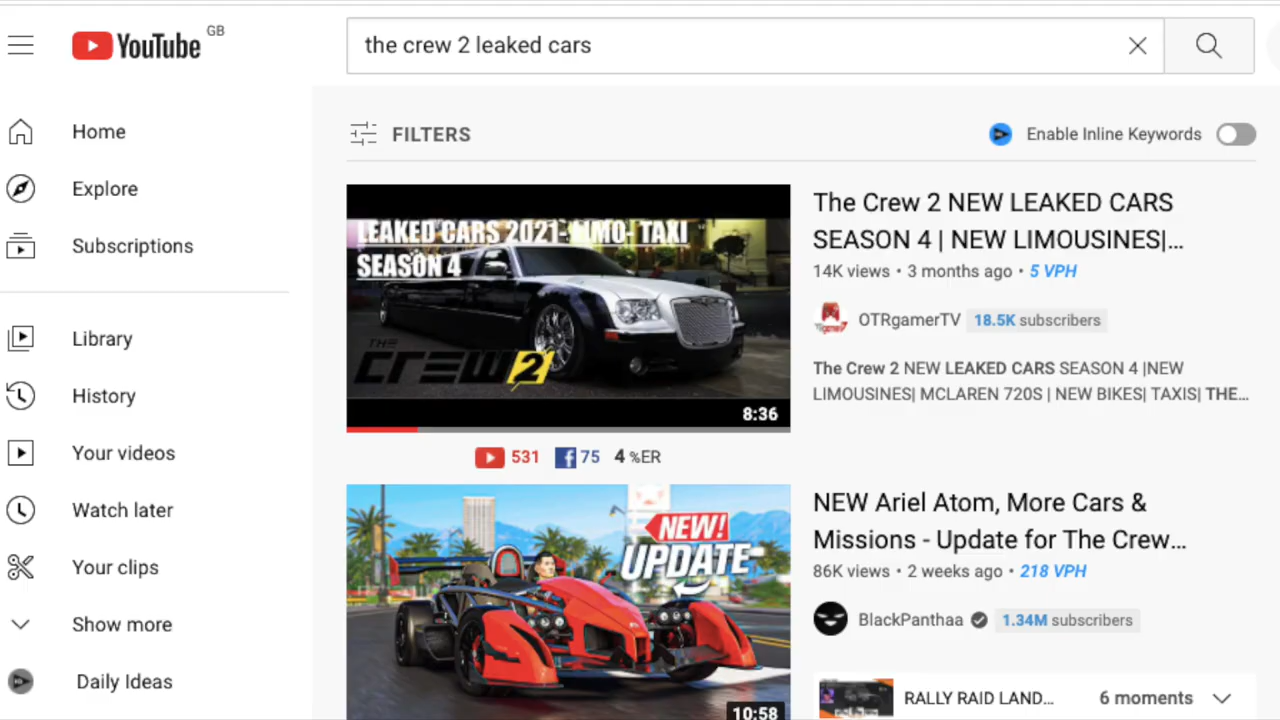 YouTube GB
the crew 2 leaked cars
Home
Explore
Subscriptions
Library
History
Your videos
Watch later
Your clips
Show more
Daily Ideas
FILTERS
Enable Inline Keywords
LEAKED CARS 2021- LIMO- TAXI
SEASON 4
THE
CREW 2
8:36
531 75 4 %ER
The Crew 2 NEW LEAKED CARS
SEASON 4 | NEW LIMOUSINES|...
14K views • 3 months ago • 5 VPH
OTRgamerTV 18.5K subscribers
The Crew 2 NEW LEAKED CARS SEASON 4 |NEW
LIMOUSINES| MCLAREN 720S | NEW BIKES| TAXIS| THE...
NEW!
UPDATE
10:58
NEW Ariel Atom, More Cars &
Missions - Update for The Crew...
86K views • 2 weeks ago • 218 VPH
BlackPanthaa 1.34M subscribers
RALLY RAID LAND... 6 moments